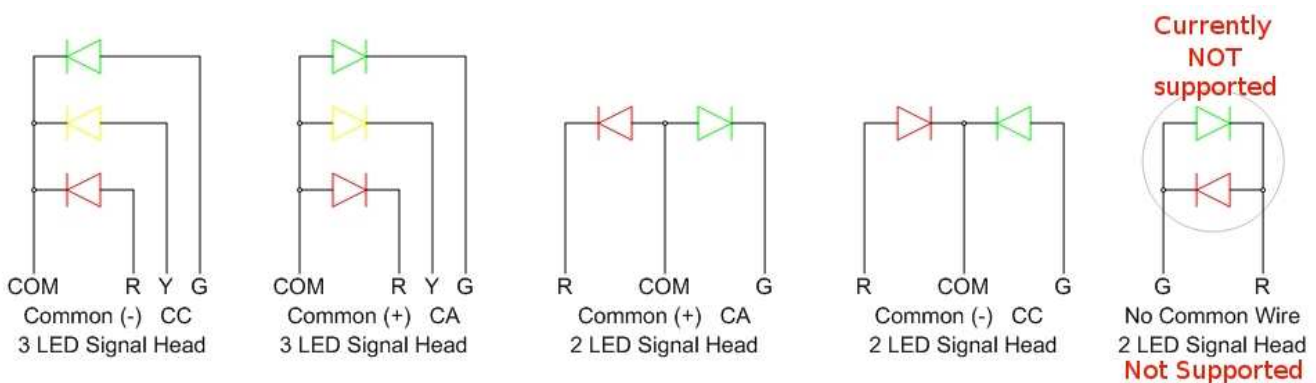 Currently
NOT
supported
COM R Y G
Common (-) CC
3 LED Signal Head
COM R Y G
Common (+) CA
3 LED Signal Head
R COM G
Common (+) CA
2 LED Signal Head
R COM G
Common (-) CC
2 LED Signal Head
G R
No Common Wire
2 LED Signal Head
Not Supported